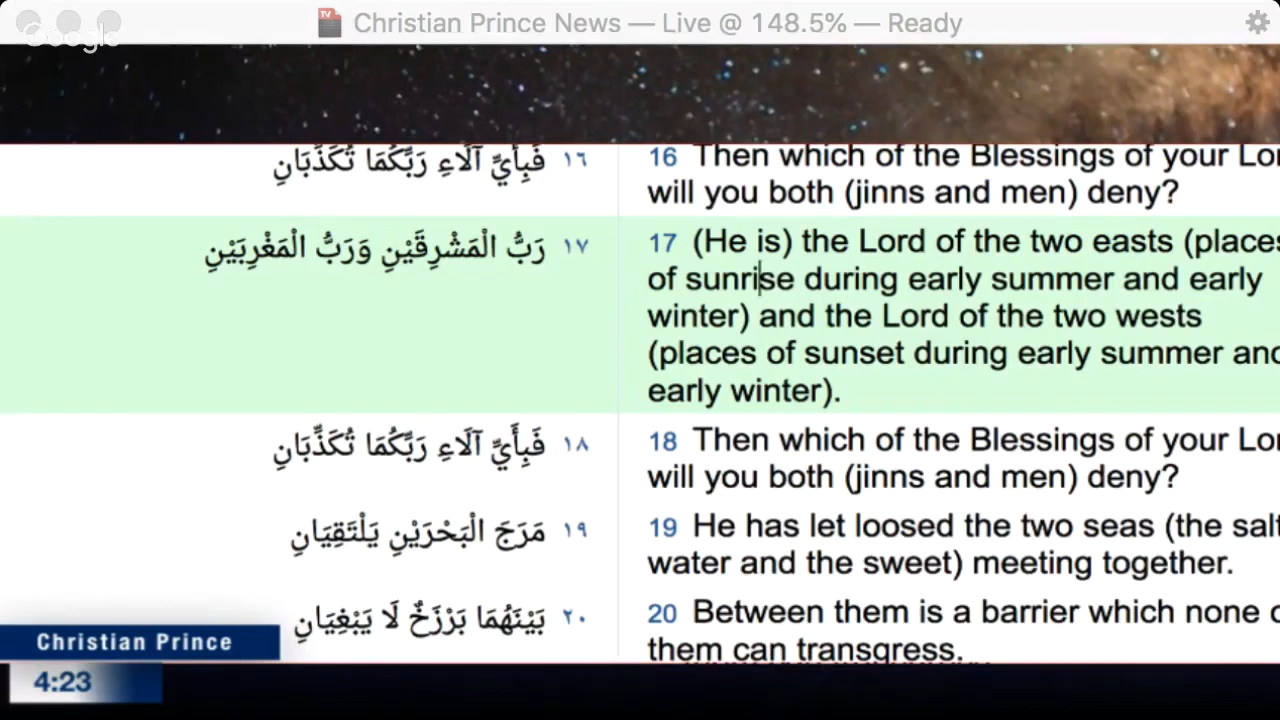 Christian Prince News — Live @ 148.5% — Ready
Google
TV
فَبِأَيِّ آلَاءِ رَبِّكُمَا تُكَذِّبَانِ ١٦
16 Then which of the Blessings of your Lor
will you both (jinns and men) deny?
رَبُّ الْمَشْرِقَيْنِ وَرَبُّ الْمَغْرِبَيْنِ ١٧
17 (He is) the Lord of the two easts (places
of sunrise during early summer and early
winter) and the Lord of the two wests
(places of sunset during early summer and
early winter).
فَبِأَيِّ آلَاءِ رَبِّكُمَا تُكَذِّبَانِ ١٨
18 Then which of the Blessings of your Lor
will you both (jinns and men) deny?
مَرَجَ الْبَحْرَيْنِ يَلْتَقِيَانِ ١٩
19 He has let loosed the two seas (the salt
water and the sweet) meeting together.
بَيْنَهُمَا بَرْزَخٌ لَا يَبْغِيَانِ ٢٠
20 Between them is a barrier which none o
them can transgress.
Christian Prince
4:23